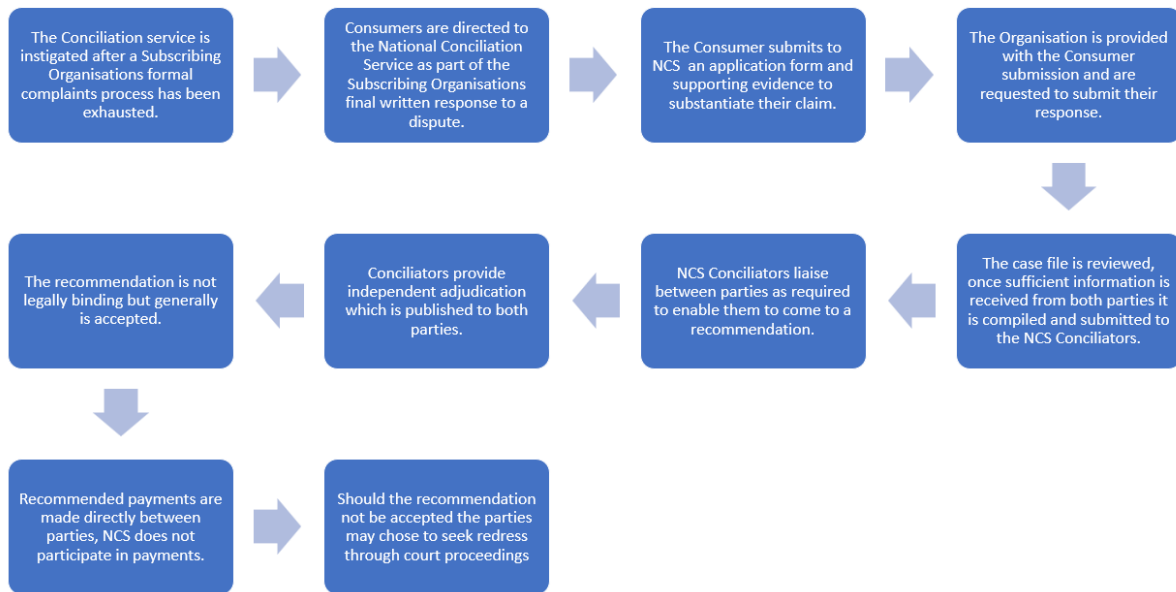 The Conciliation service is
instigated after a Subscribing
Organisations formal
complaints process has been
exhausted.
Consumers are directed to
the National Conciliation
Service as part of the
Subscribing Organisations
final written response to a
dispute.
The Consumer submits to
NCS an application form and
supporting evidence to
substantiate their claim.
The Organisation is provided
with the Consumer
submission and are
requested to submit their
response.
The case file is reviewed,
once sufficient information is
received from both parties it
is compiled and submitted to
the NCS Conciliators.
NCS Conciliators liaise
between parties as required
to enable them to come to a
recommendation.
Conciliators provide
independent adjudication
which is published to both
parties.
The recommendation is not
legally binding but generally
is accepted.
Recommended payments are
made directly between
parties, NCS does not
participate in payments.
Should the recommendation
not be accepted the parties
may chose to seek redress
through court proceedings